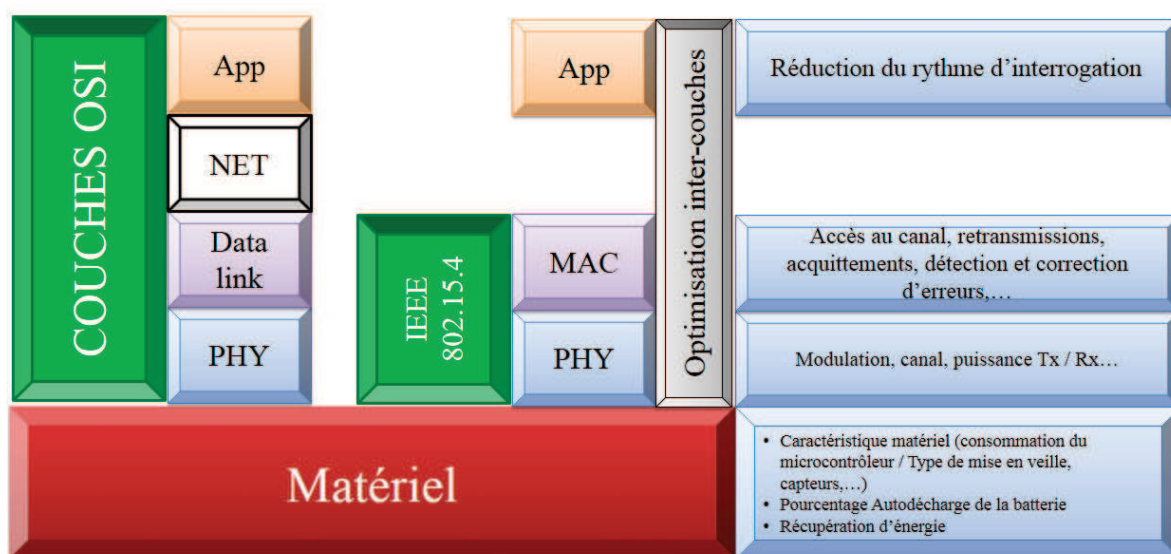 COUCHES OSI
App
NET
Data
link
PHY
IEEE
802.15.4
App
MAC
PHY
Optimisation inter-couches
Réduction du rythme d'interrogation
Accès au canal, retransmissions,
acquittements, détection et correction
d'erreurs,...
Modulation, canal, puissance Tx / Rx...
Matériel
• Caractéristique matériel (consommation du
microcontrôleur / Type de mise en veille,
capteurs,...)
• Pourcentage Autodécharge de la batterie
• Récupération d'énergie